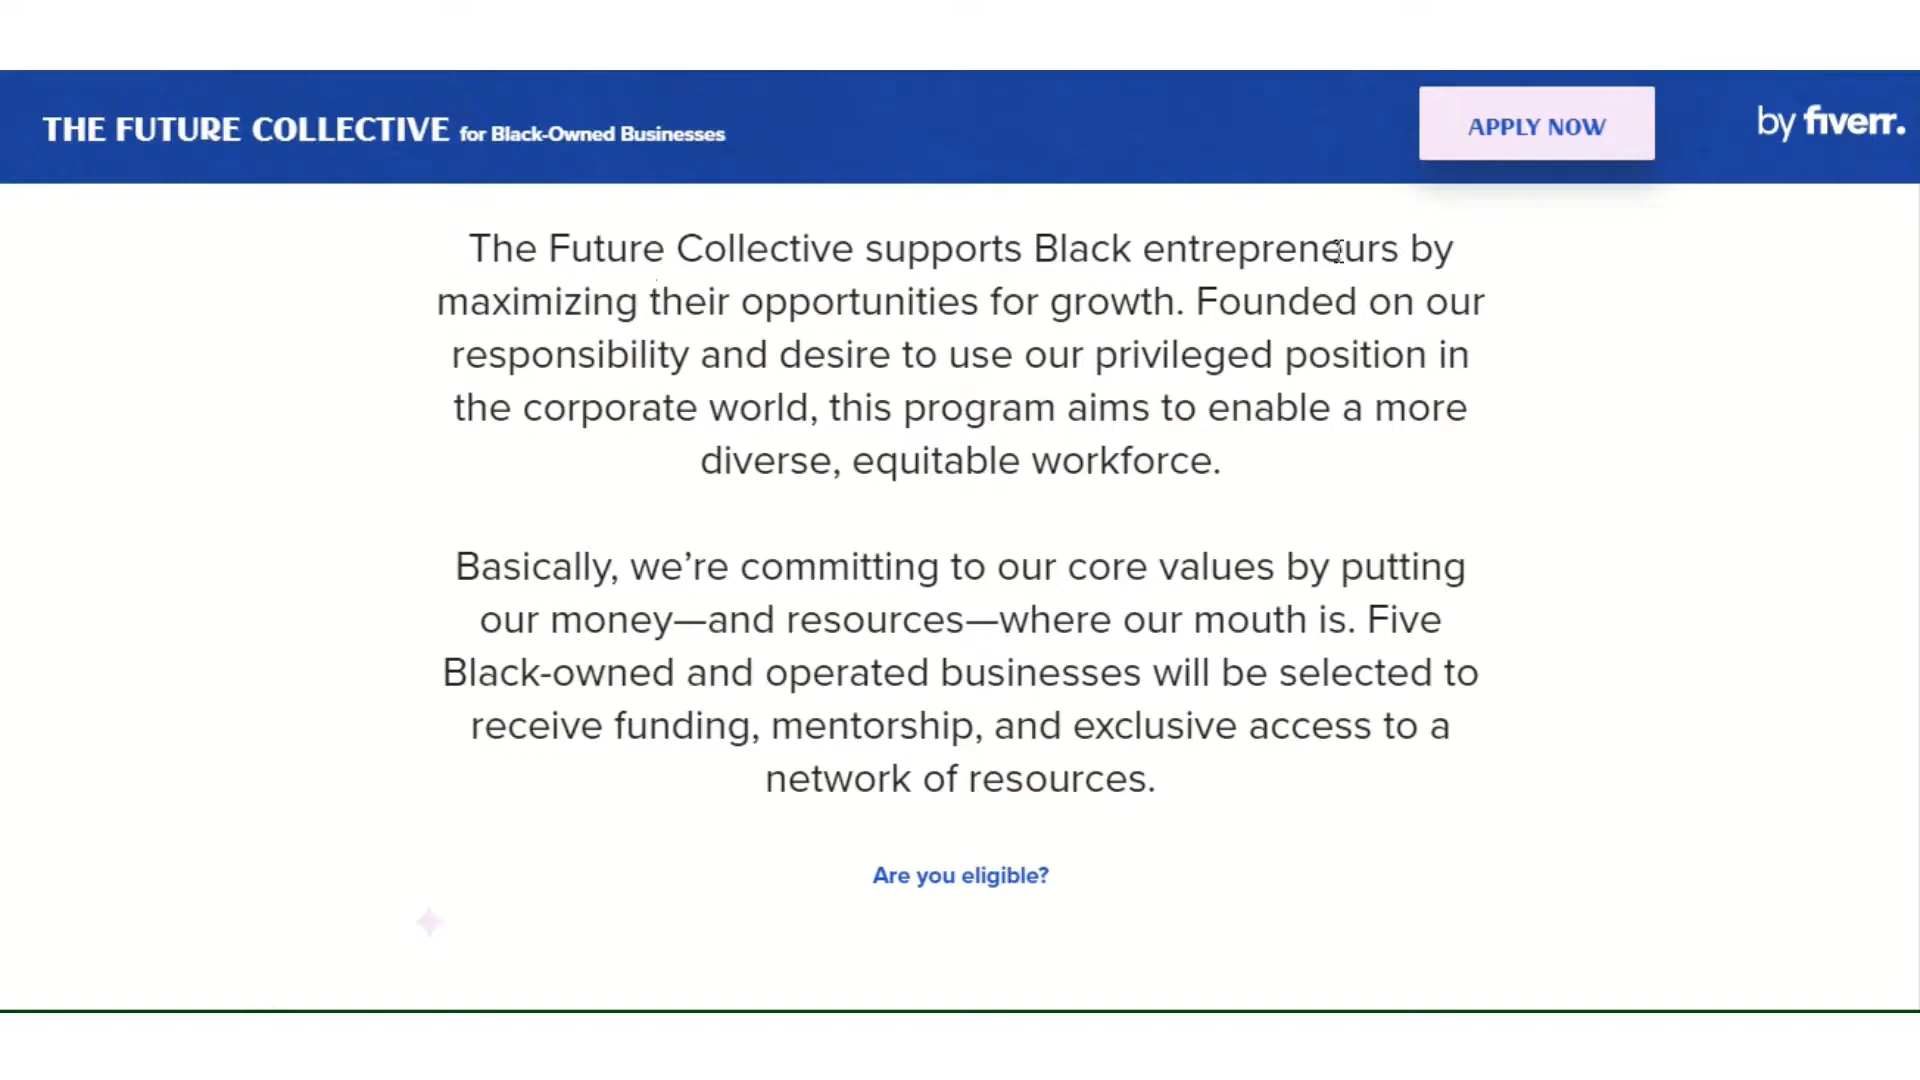 THE FUTURE COLLECTIVE for Black-Owned Businesses
APPLY NOW
by fiverr.
The Future Collective supports Black entrepreneurs by
maximizing their opportunities for growth. Founded on our
responsibility and desire to use our privileged position in
the corporate world, this program aims to enable a more
diverse, equitable workforce.
Basically, we’re committing to our core values by putting
our money—and resources—where our mouth is. Five
Black-owned and operated businesses will be selected to
receive funding, mentorship, and exclusive access to a
network of resources.
Are you eligible?